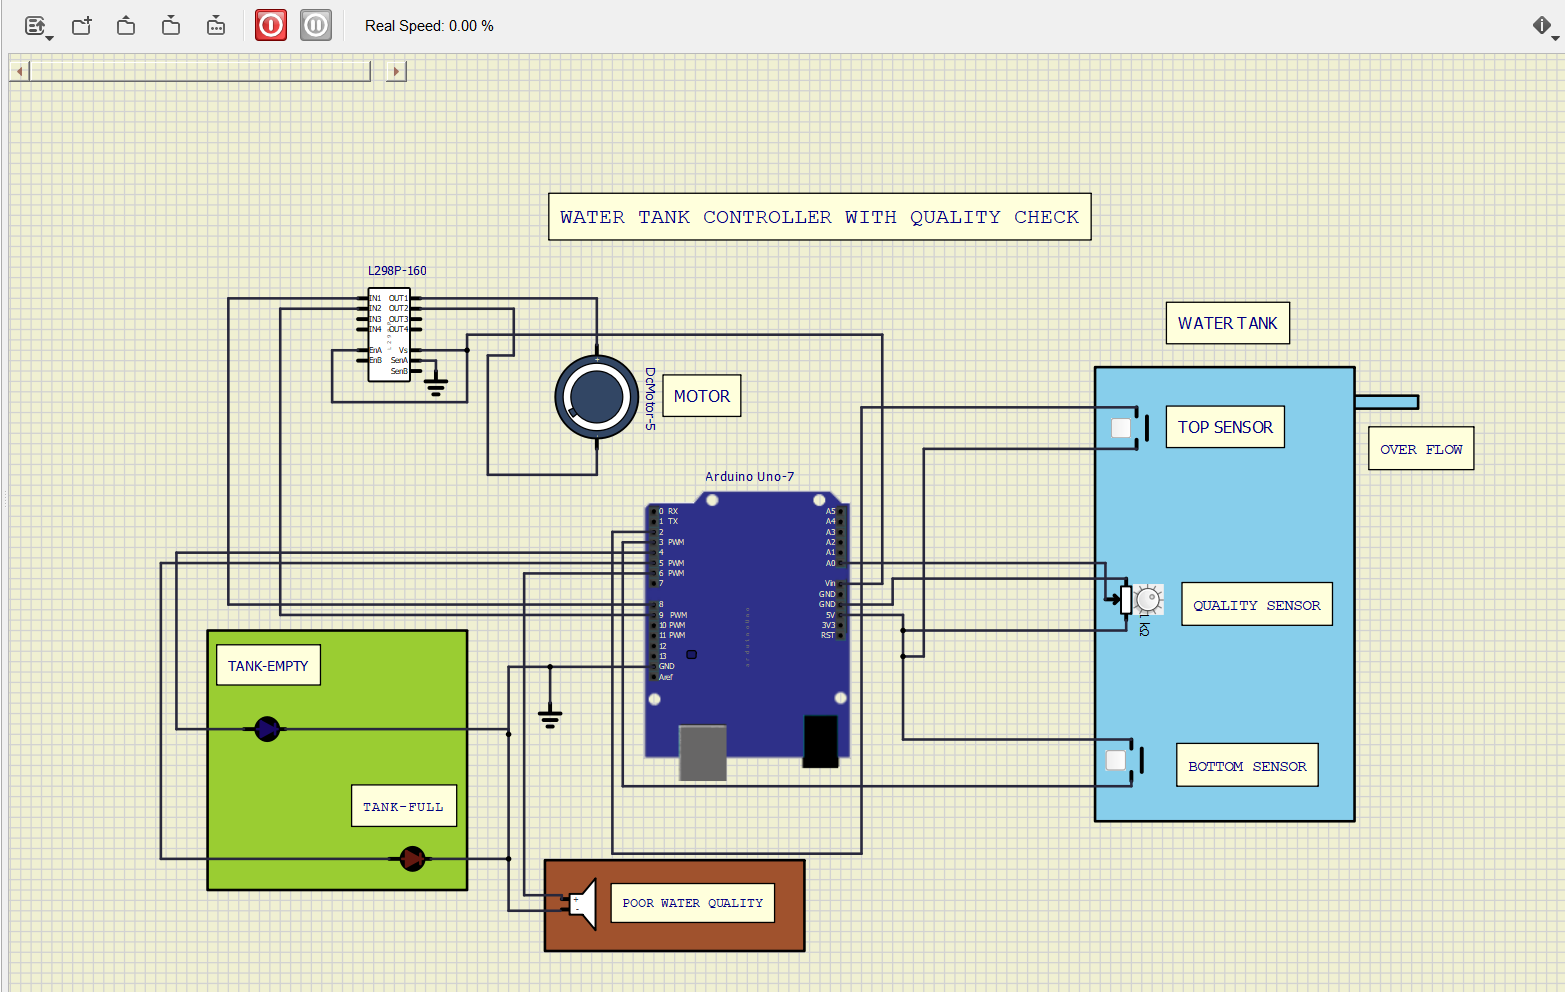 Real Speed: 0.00 %
WATER TANK CONTROLLER WITH QUALITY CHECK
L298P-160
IN1 OUT1
IN2 OUT2
IN3 OUT3
IN4 OUT4
EnA Vs
EnB SenA
SenB
DcMotor-5
MOTOR
WATER TANK
TOP SENSOR
OVER FLOW
Arduino Uno-7
0 RX A5
1 TX A4
2 A3
3 PWM A2
4 A1
5 PWM A0
6 PWM
7 Vin
GND
8 GND
9 PWM 5V
10 PWM 3V3
11 PWM RST
12
13
GND
Aref
arduinouno
QUALITY SENSOR
1 kΩ
TANK-EMPTY
BOTTOM SENSOR
TANK-FULL
+
-
POOR WATER QUALITY